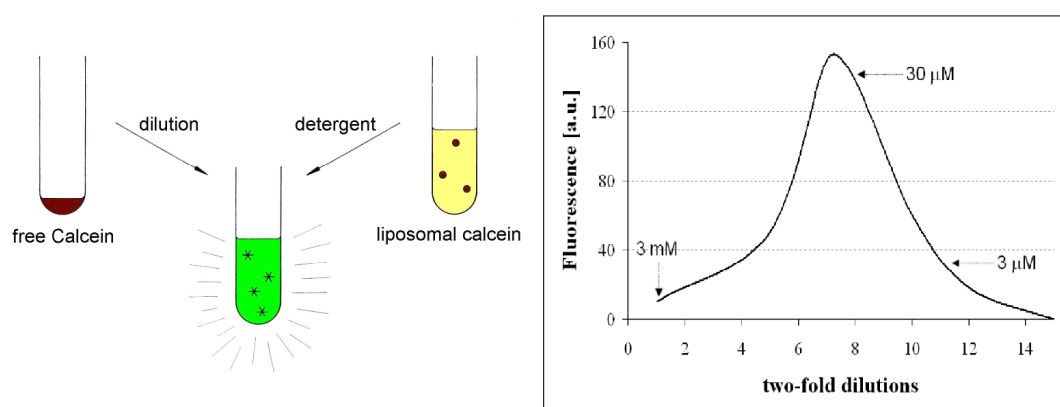 dilution
detergent
free Calcein
liposomal calcein
160
120
80
40
0
Fluorescence [a.u.]
3 mM
30 µM
3 µM
0 2 4 6 8 10 12 14
two-fold dilutions